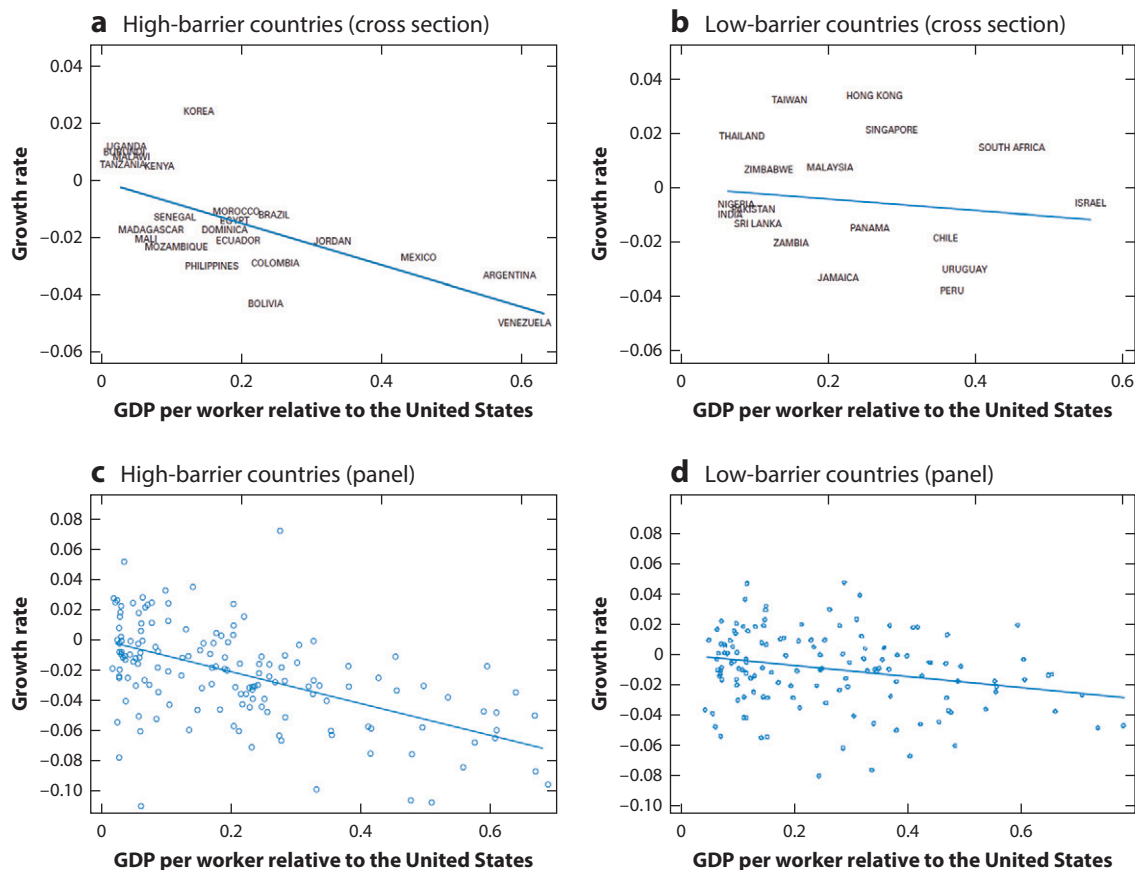 a High-barrier countries (cross section)
Growth rate
0.04
0.02
0
−0.02
−0.04
−0.06
KOREA
UGANDA
BURUNDI
MALAWI
TANZANIA
KENYA
MOROCCO
SENEGAL
EGYPT
BRAZIL
MADAGASCAR
DOMINICA
MALI
ECUADOR
JORDAN
MOZAMBIQUE
MEXICO
PHILIPPINES
COLOMBIA
ARGENTINA
BOLIVIA
VENEZUELA
0 0.2 0.4 0.6
GDP per worker relative to the United States
b Low-barrier countries (cross section)
Growth rate
0.04
0.02
0
−0.02
−0.04
−0.06
TAIWAN
HONG KONG
THAILAND
SINGAPORE
SOUTH AFRICA
ZIMBABWE
MALAYSIA
NIGERIA
PAKISTAN
INDIA
ISRAEL
SRI LANKA
PANAMA
ZAMBIA
CHILE
JAMAICA
URUGUAY
PERU
0 0.2 0.4 0.6
GDP per worker relative to the United States
c High-barrier countries (panel)
Growth rate
0.08
0.06
0.04
0.02
0
−0.02
−0.04
−0.06
−0.08
−0.10
0 0.2 0.4 0.6
GDP per worker relative to the United States
d Low-barrier countries (panel)
Growth rate
0.08
0.06
0.04
0.02
0
−0.02
−0.04
−0.06
−0.08
−0.10
0 0.2 0.4 0.6
GDP per worker relative to the United States